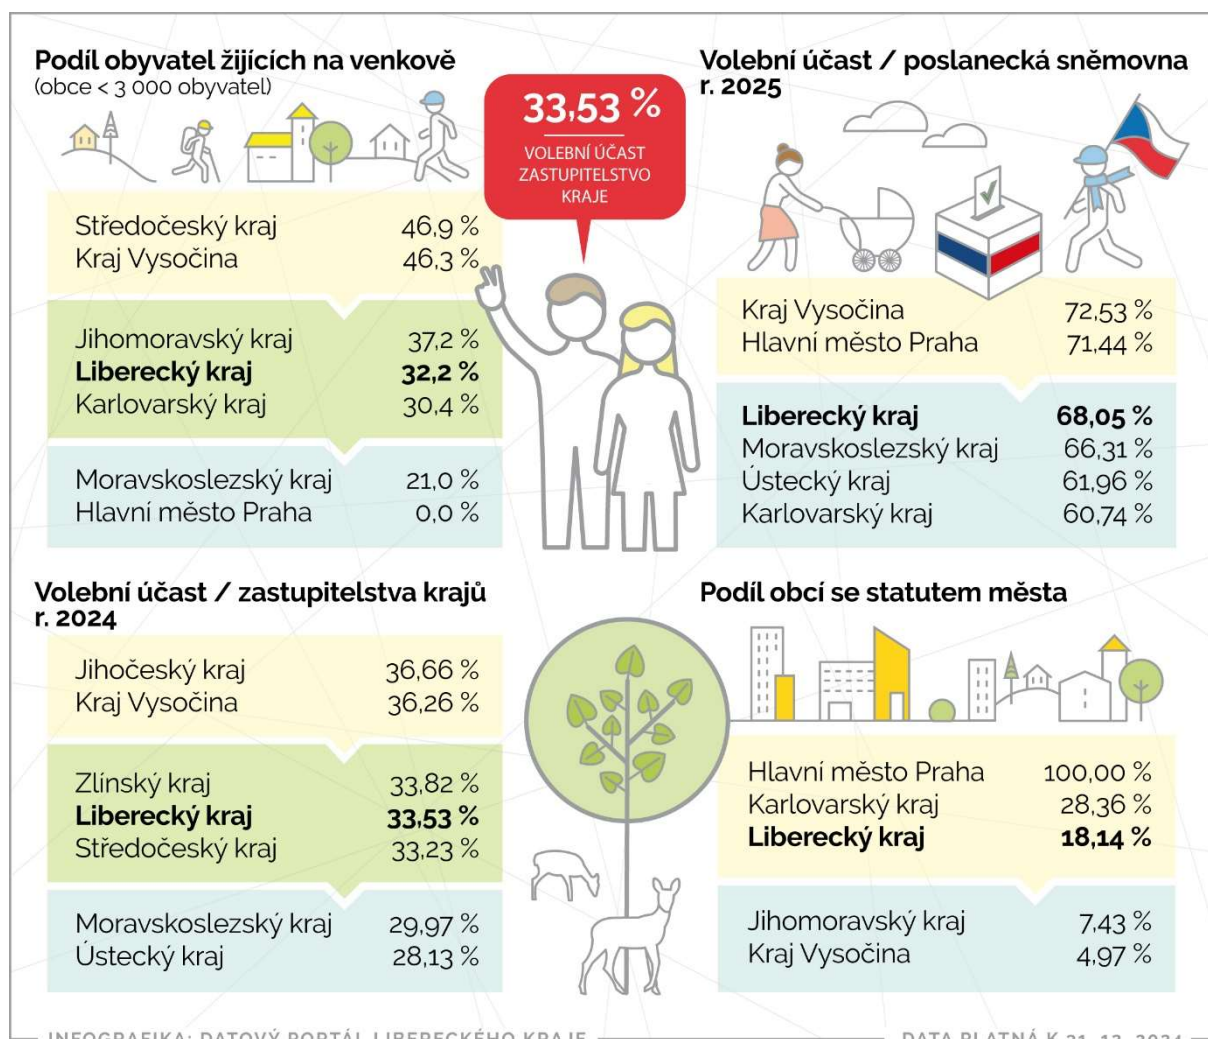 Podíl obyvatel žijících na venkově
(obce < 3 000 obyvatel)
Středočeský kraj 46,9 %
Kraj Vysočina 46,3 %
Jihomoravský kraj 37,2 %
Liberecký kraj 32,2 %
Karlovarský kraj 30,4 %
Moravskoslezský kraj 21,0 %
Hlavní město Praha 0,0 %
33,53 %
VOLEBNÍ ÚČAST
ZASTUPITELSTVO
KRAJE
Volební účast / poslanecká sněmovna
r. 2025
Kraj Vysočina 72,53 %
Hlavní město Praha 71,44 %
Liberecký kraj 68,05 %
Moravskoslezský kraj 66,31 %
Ústecký kraj 61,96 %
Karlovarský kraj 60,74 %
Volební účast / zastupitelstva krajů
r. 2024
Jihočeský kraj 36,66 %
Kraj Vysočina 36,26 %
Zlínský kraj 33,82 %
Liberecký kraj 33,53 %
Středočeský kraj 33,23 %
Moravskoslezský kraj 29,97 %
Ústecký kraj 28,13 %
Podíl obcí se statutem města
Hlavní město Praha 100,00 %
Karlovarský kraj 28,36 %
Liberecký kraj 18,14 %
Jihomoravský kraj 7,43 %
Kraj Vysočina 4,97 %
INFOGRAFIKA: DATOVÝ PORTÁL LIBERECKÉHO KRAJE
DATA PLATNÁ K 31. 12. 2024